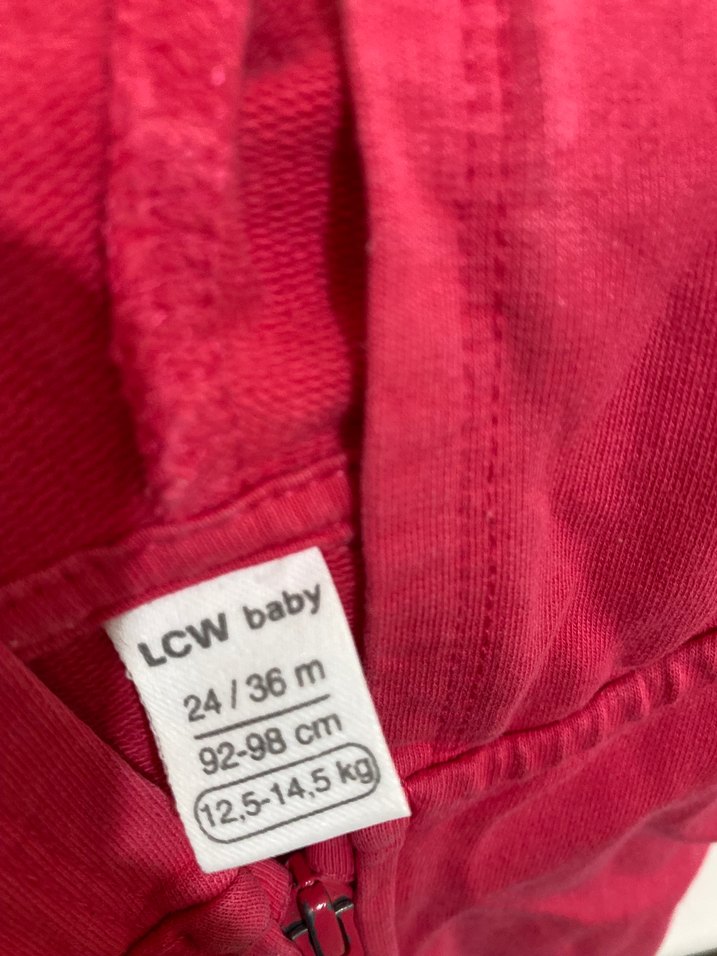 LCW baby
24 / 36 m
92-98 cm
12,5-14,5 kg